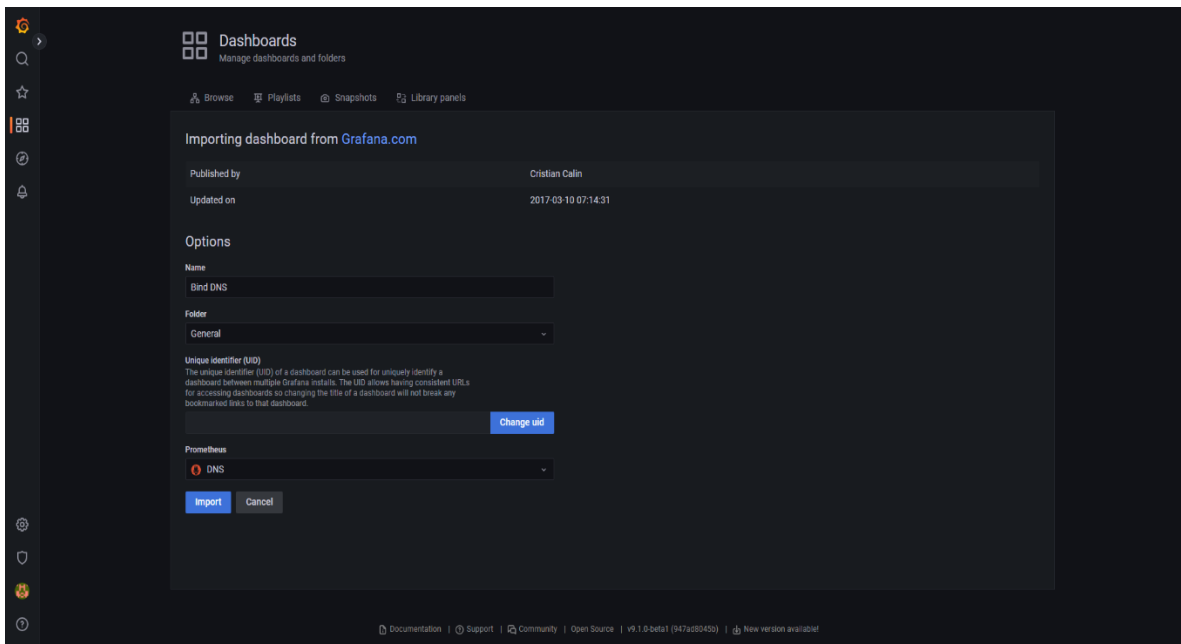 Dashboards
Manage dashboards and folders
Browse Playlists Snapshots Library panels
Importing dashboard from Grafana.com
Published by Cristian Calin
Updated on 2017-03-10 07:14:31
Options
Name
Bind DNS
Folder
General
Unique identifier (UID)
The unique identifier (UID) of a dashboard can be used for uniquely identify a
dashboard between multiple Grafana installs. The UID allows having consistent URLs
for accessing dashboards so changing the title of a dashboard will not break any
bookmarked links to that dashboard.
Change uid
Prometheus
DNS
Import Cancel
Documentation | Support | Community | Open Source | v9.1.0-beta1 (947ad8045b) | New version available!